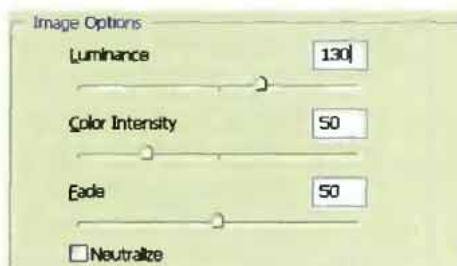 Image Options
Luminance 130
Color Intensity 50
Fade 50
Neutralize